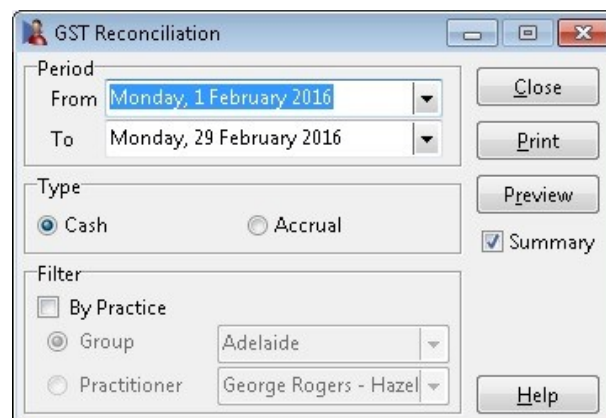 GST Reconciliation
Period
From Monday, 1 February 2016
To Monday, 29 February 2016
Type
Cash Accrual
Filter
By Practice
Group Adelaide
Practitioner George Rogers - Hazel
Close
Print
Preview
Summary
Help